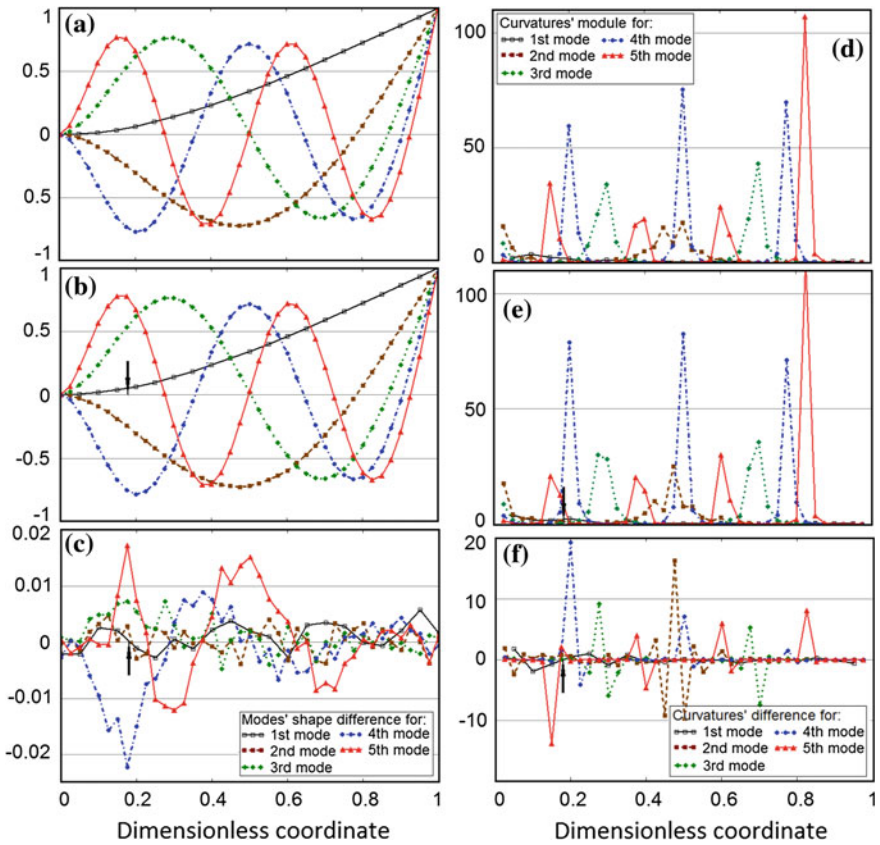 (a)
1
0.5
0
0.5
-1
(b)
1
0.5
0
-0.5
-1
(c)
0.02
0.01
0
-0.01
-0.02
Modes' shape difference for:
1st mode
2nd mode
3rd mode
4th mode
5th mode
0 0.2 0.4 0.6 0.8 1
Dimensionless coordinate
(d)
100
50
0
Curvatures' module for:
1st mode
2nd mode
3rd mode
4th mode
5th mode
(e)
100
50
0
(f)
20
10
0
-10
Curvatures' difference for:
1st mode
2nd mode
3rd mode
4th mode
5th mode
0 0.2 0.4 0.6 0.8 1
Dimensionless coordinate